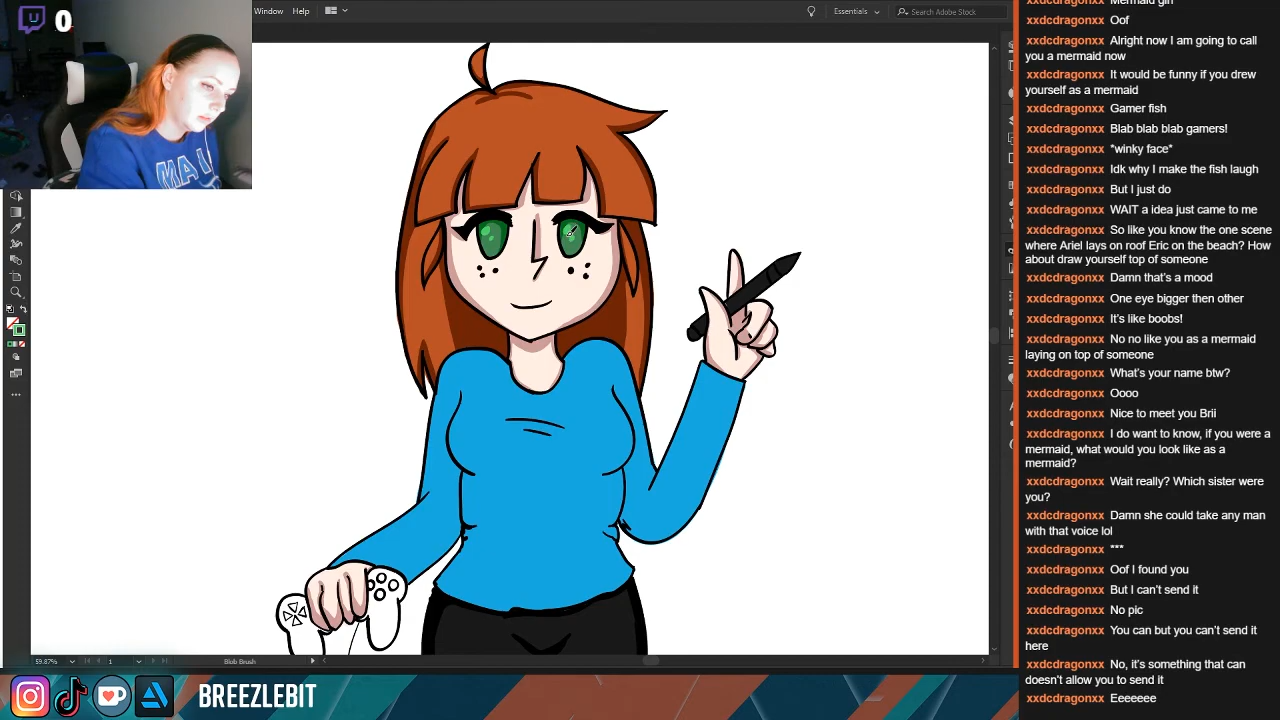 0
Window Help
Essentials
Search Adobe Stock
MAI
59.87%
1
Blob Brush
BREEZLEBIT
xxdcdragonxx Mermaid girl
xxdcdragonxx Oof
xxdcdragonxx Alright now I am going to call
you a mermaid now
xxdcdragonxx It would be funny if you drew
yourself as a mermaid
xxdcdragonxx Gamer fish
xxdcdragonxx Blab blab blab gamers!
xxdcdragonxx *winky face*
xxdcdragonxx Idk why I make the fish laugh
xxdcdragonxx But I just do
xxdcdragonxx WAIT a idea just came to me
xxdcdragonxx So like you know the one scene
where Ariel lays on roof Eric on the beach? How
about draw yourself top of someone
xxdcdragonxx Damn that's a mood
xxdcdragonxx One eye bigger then other
xxdcdragonxx It's like boobs!
xxdcdragonxx No no like you as a mermaid
laying on top of someone
xxdcdragonxx What's your name btw?
xxdcdragonxx Oooo
xxdcdragonxx Nice to meet you Brii
xxdcdragonxx I do want to know, if you were a
mermaid, what would you look like as a
mermaid?
xxdcdragonxx Wait really? Which sister were
you?
xxdcdragonxx Damn she could take any man
with that voice lol
xxdcdragonxx ***
xxdcdragonxx Oof I found you
xxdcdragonxx But I can't send it
xxdcdragonxx No pic
xxdcdragonxx You can but you can't send it
here
xxdcdragonxx No, it's something that can
doesn't allow you to send it
xxdcdragonxx Eeeeeee